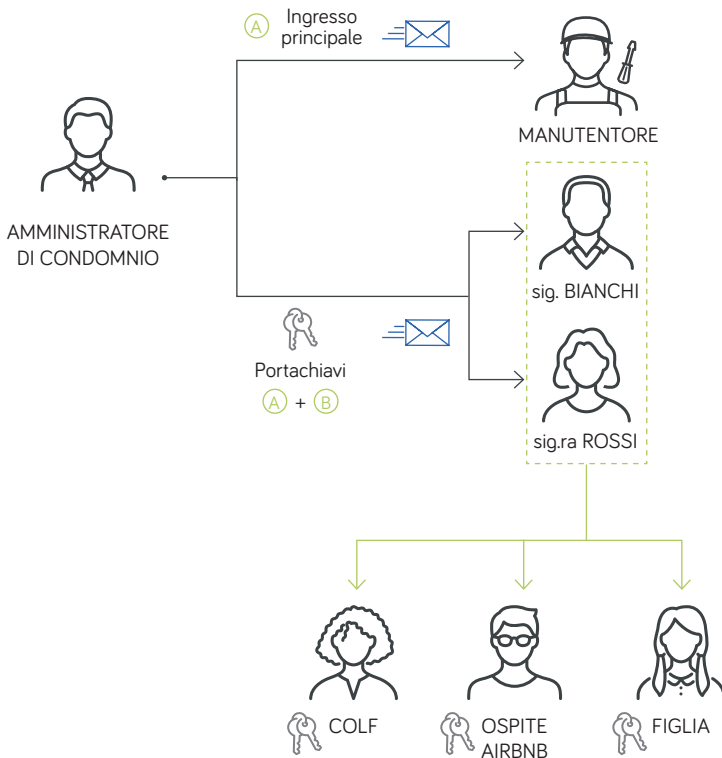 A Ingresso
principale
MANUTENTORE
AMMINISTRATORE
DI CONDOMNIO
sig. BIANCHI
Portachiavi
A + B
sig.ra ROSSI
COLF
OSPITE
AIRBNB
FIGLIA